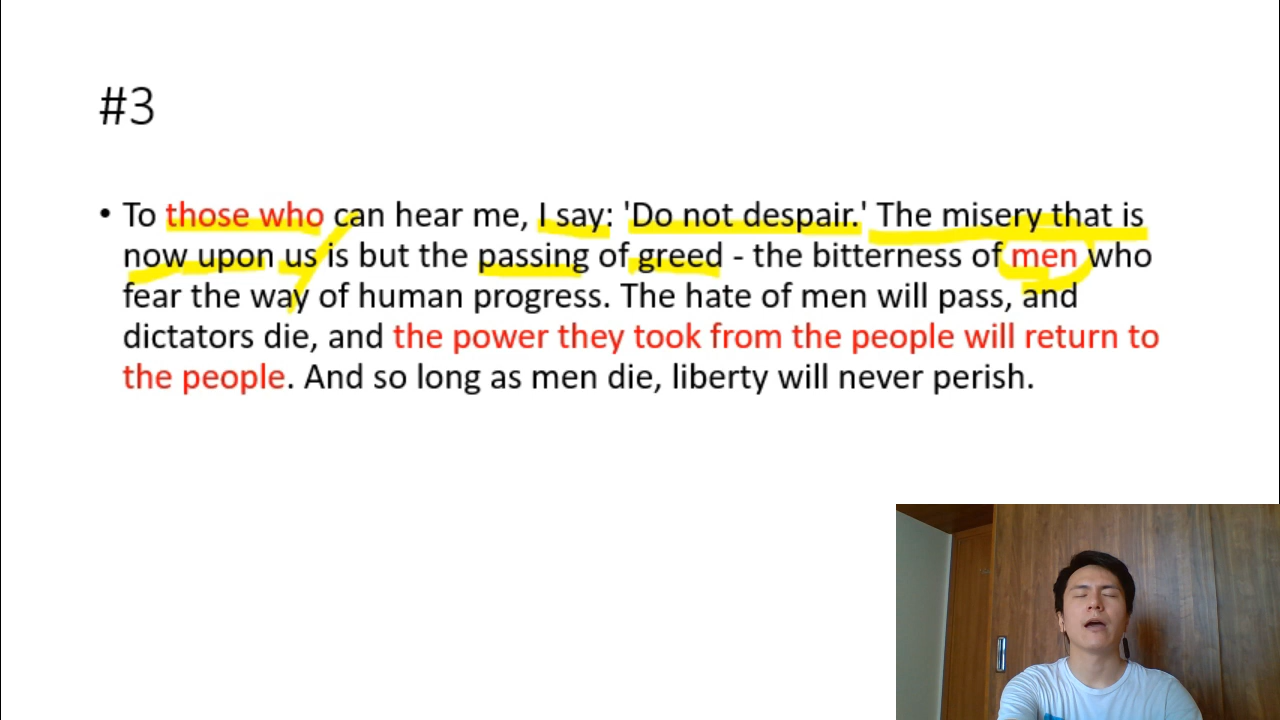 #3
• To those who can hear me, I say: 'Do not despair.' The misery that is
now upon us is but the passing of greed - the bitterness of men who
fear the way of human progress. The hate of men will pass, and
dictators die, and the power they took from the people will return to
the people. And so long as men die, liberty will never perish.